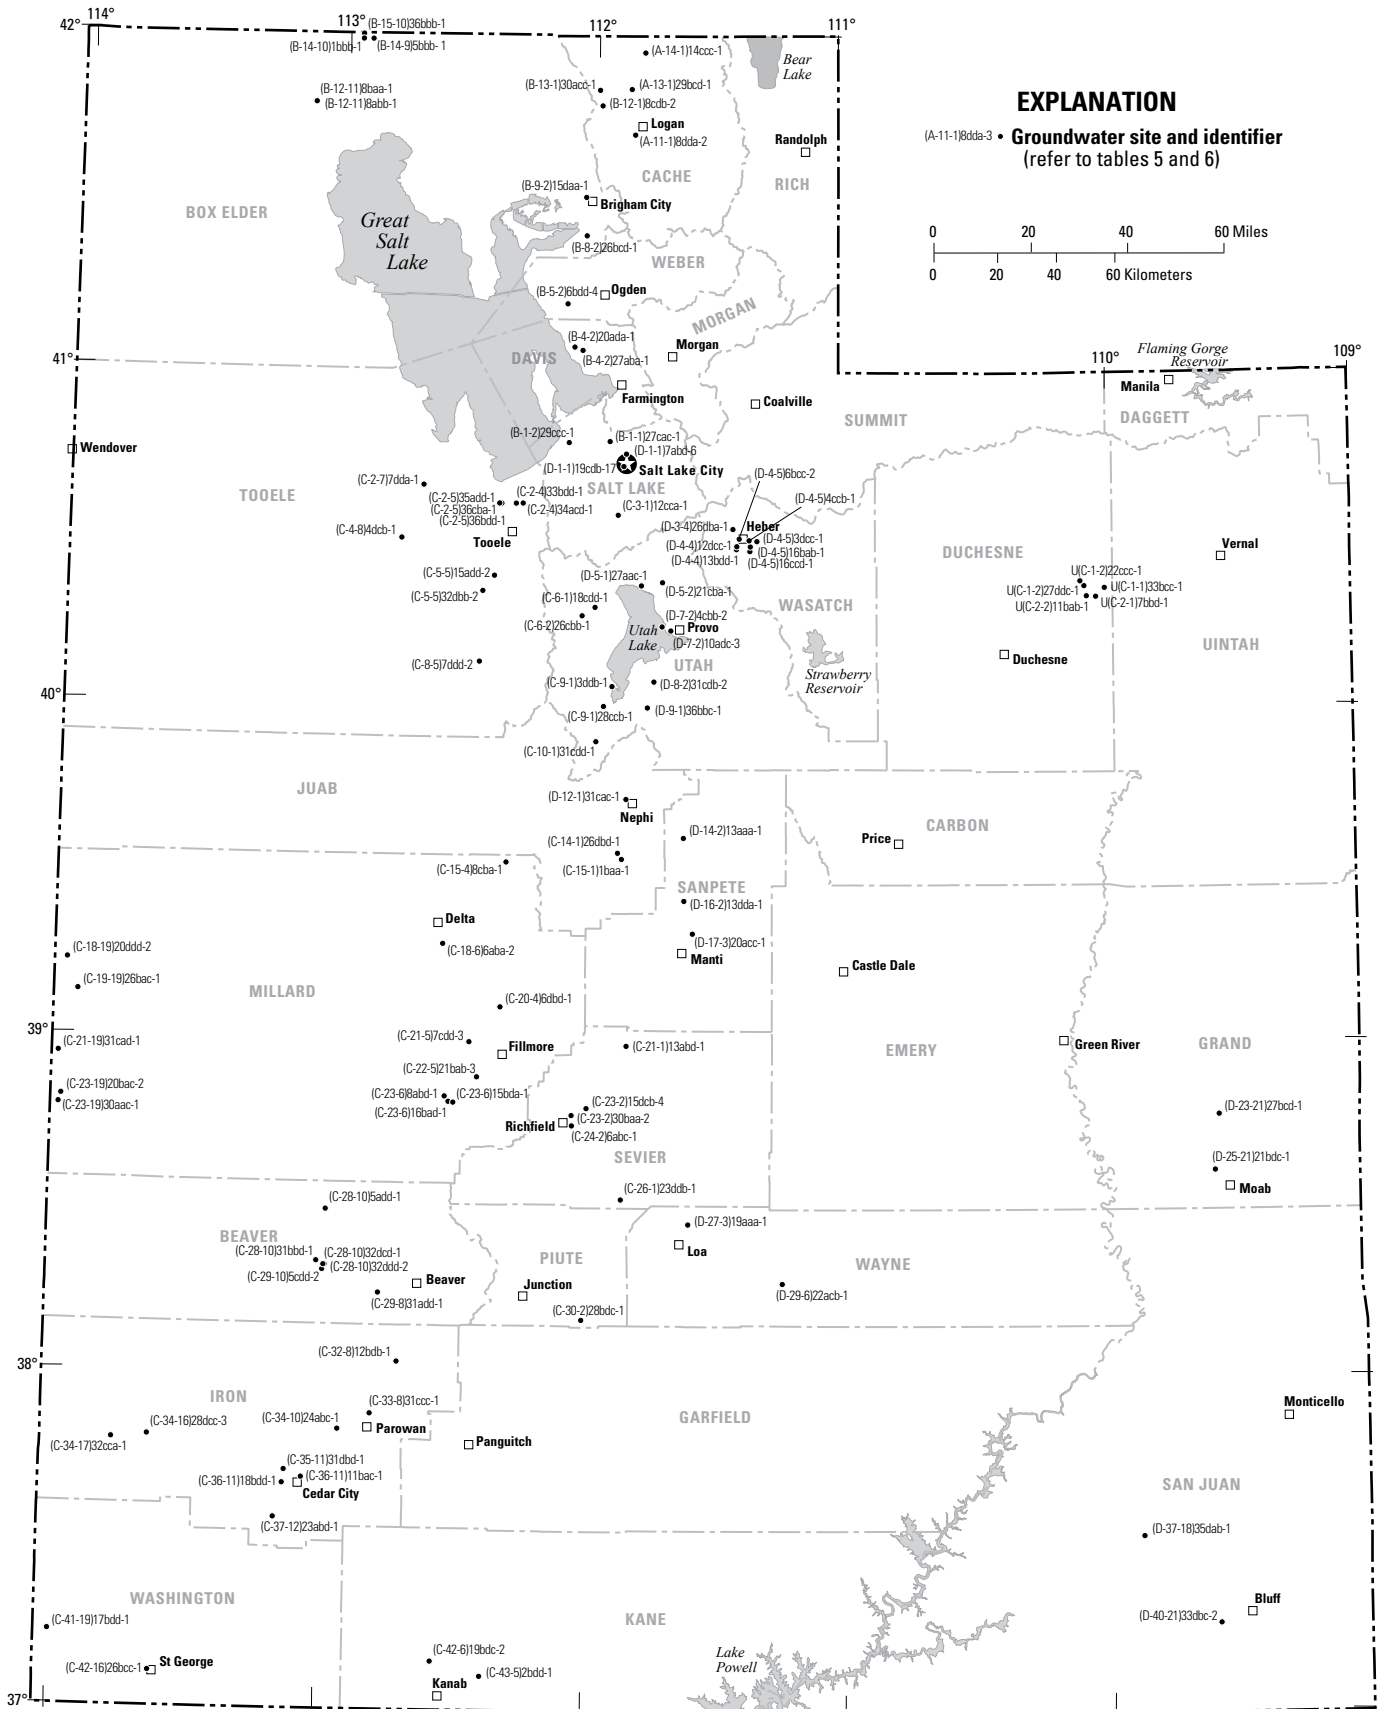 114°
113°
112°
111°
42°
(B-15-10)36bbb-1
(B-14-10)1bbb-1
(B-14-9)5bbb- 1
(A-14-1)14ccc-1
Bear
Lake
(B-12-11)8baa-1
(B-12-11)8abb-1
(B-13-1)30acc-1
(A-13-1)29bcd-1
(B-12-1)8cdb-2
Logan
(A-11-1)8dda-2
Randolph
CACHE
RICH
EXPLANATION
(A-11-1)8dda-3
Groundwater site and identifier
(refer to tables 5 and 6)
0 20 40 60 Miles
0 20 40 60 Kilometers
BOX ELDER
Great
Salt
Lake
(B-9-2)15daa-1
Brigham City
(B-8-2)26bcd-1
WEBER
(B-5-2)6bdd-4
Ogden
MORGAN
Morgan
(B-4-2)20ada-1
(B-4-2)27aba-1
DAVIS
41°
110°
Flaming Gorge
Reservoir
109°
Manila
DAGGETT
Farmington
Coalville
SUMMIT
Wendover
(B-1-2)29ccc-1
(B-1-1)27cac-1
(D-1-1)7abd-6
(D-1-1)19cdb-17
Salt Lake City
SALT LAKE
(D-4-5)6bcc-2
(D-4-5)4ccb-1
TOOELE
(C-2-7)7dda-1
(C-2-5)35add-1
(C-2-5)36cba-1
(C-2-5)36bdd-1
(C-2-4)33bdd-1
(C-2-4)34acd-1
(C-3-1)12cca-1
Tooele
(C-4-8)4dcb-1
(D-3-4)26dba-1
Heber
(D-4-4)12dcc-1
(D-4-4)13bdd-1
(D-4-5)3dcc-1
(D-4-5)16bab-1
(D-4-5)16ccd-1
DUCHESNE
Vernal
(C-5-5)15add-2
(C-5-5)32dbb-2
(D-5-1)27aac-1
(D-5-2)21cba-1
(C-6-1)18cdd-1
(C-6-2)26cbb-1
U(C-1-2)22ccc-1
U(C-1-2)27ddc-1
U(C-1-1)33bcc-1
U(C-2-2)11bab-1
U(C-2-1)7bbd-1
WASATCH
Utah
Lake
(D-7-2)4cbb-2
Provo
(D-7-2)10adc-3
UTAH
UINTAH
Duchesne
Strawberry
Reservoir
(C-8-5)7ddd-2
(C-9-1)3ddb-1
(D-8-2)31cdb-2
40°
(C-9-1)28ccb-1
(D-9-1)36bbc-1
(C-10-1)31cdd-1
JUAB
(D-12-1)31cac-1
Nephi
CARBON
Price
(D-14-2)13aaa-1
(C-14-1)26dbd-1
(C-15-1)1baa-1
(C-15-4)8cba-1
SANPETE
(D-16-2)13dda-1
Delta
(C-18-6)6aba-2
(D-17-3)20acc-1
Manti
Castle Dale
(C-18-19)20ddd-2
(C-19-19)26bac-1
MILLARD
(C-20-4)6dbd-1
39°
(C-21-19)31cad-1
(C-21-5)7cdd-3
Fillmore
(C-21-1)13abd-1
EMERY
Green River
GRAND
(C-22-5)21bab-3
(C-23-19)20bac-2
(C-23-19)30aac-1
(C-23-6)8abd-1
(C-23-6)15bda-1
(C-23-6)16bad-1
(C-23-2)15dcb-4
(C-23-2)30baa-2
(C-24-2)6abc-1
Richfield
SEVIER
(D-23-21)27bcd-1
(D-25-21)21bdc-1
Moab
(C-28-10)5add-1
(C-26-1)23ddb-1
(D-27-3)19aaa-1
Loa
BEAVER
(C-28-10)31bbd-1
(C-28-10)32dcd-1
(C-28-10)32ddd-2
(C-29-10)5cdd-2
Beaver
(C-29-8)31add-1
PIUTE
Junction
(C-30-2)28bdc-1
WAYNE
(D-29-6)22acb-1
38°
(C-32-8)12bdb-1
IRON
(C-33-8)31ccc-1
(C-34-10)24abc-1
Parowan
(C-34-16)28dcc-3
(C-34-17)32cca-1
GARFIELD
Monticello
Panguitch
(C-35-11)31dbd-1
(C-36-11)18bdd-1
(C-36-11)11bac-1
Cedar City
SAN JUAN
(C-37-12)23abd-1
(D-37-18)35dab-1
WASHINGTON
(C-41-19)17bdd-1
KANE
Bluff
(D-40-21)33dbc-2
(C-42-16)26bcc-1
St George
(C-42-6)19bdc-2
(C-43-5)2bdd-1
Kanab
Lake
Powell
37°